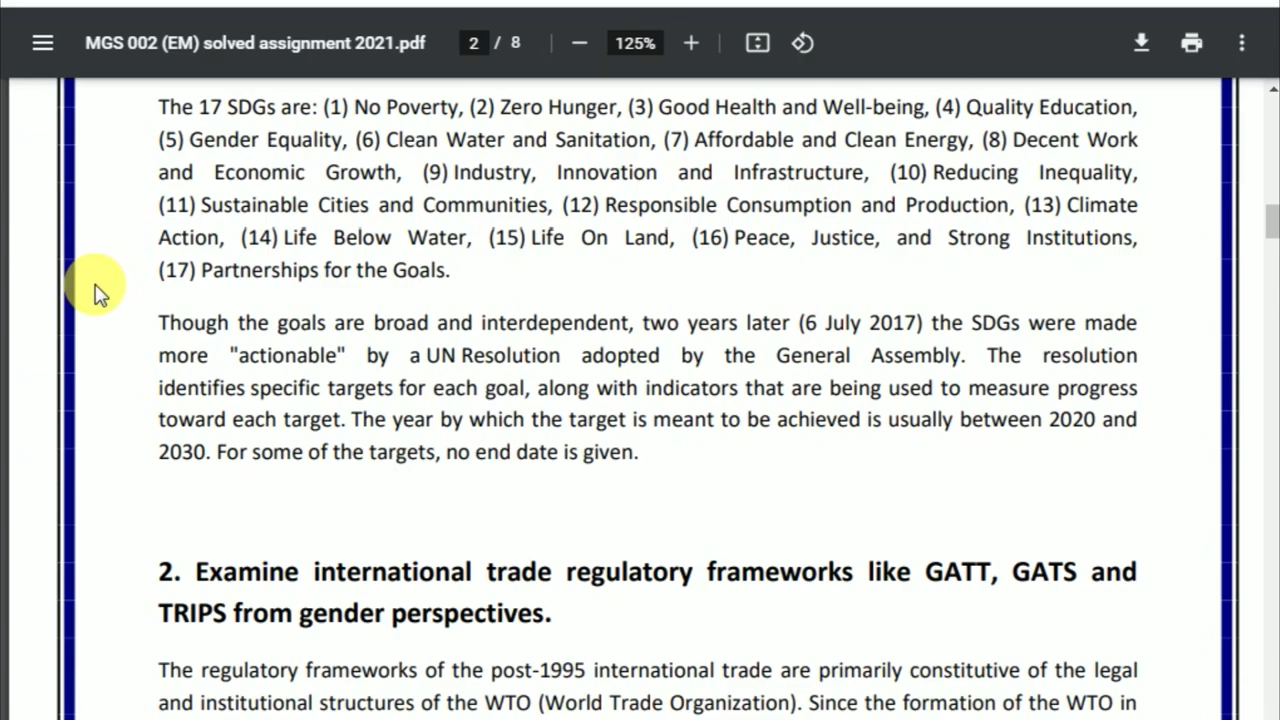 MGS 002 (EM) solved assignment 2021.pdf 2 / 8 125%
The 17 SDGs are: (1) No Poverty, (2) Zero Hunger, (3) Good Health and Well-being, (4) Quality Education,
(5) Gender Equality, (6) Clean Water and Sanitation, (7) Affordable and Clean Energy, (8) Decent Work
and Economic Growth, (9) Industry, Innovation and Infrastructure, (10) Reducing Inequality,
(11) Sustainable Cities and Communities, (12) Responsible Consumption and Production, (13) Climate
Action, (14) Life Below Water, (15) Life On Land, (16) Peace, Justice, and Strong Institutions,
(17) Partnerships for the Goals.
Though the goals are broad and interdependent, two years later (6 July 2017) the SDGs were made
more "actionable" by a UN Resolution adopted by the General Assembly. The resolution
identifies specific targets for each goal, along with indicators that are being used to measure progress
toward each target. The year by which the target is meant to be achieved is usually between 2020 and
2030. For some of the targets, no end date is given.
2. Examine international trade regulatory frameworks like GATT, GATS and
TRIPS from gender perspectives.
The regulatory frameworks of the post-1995 international trade are primarily constitutive of the legal
and institutional structures of the WTO (World Trade Organization). Since the formation of the WTO in